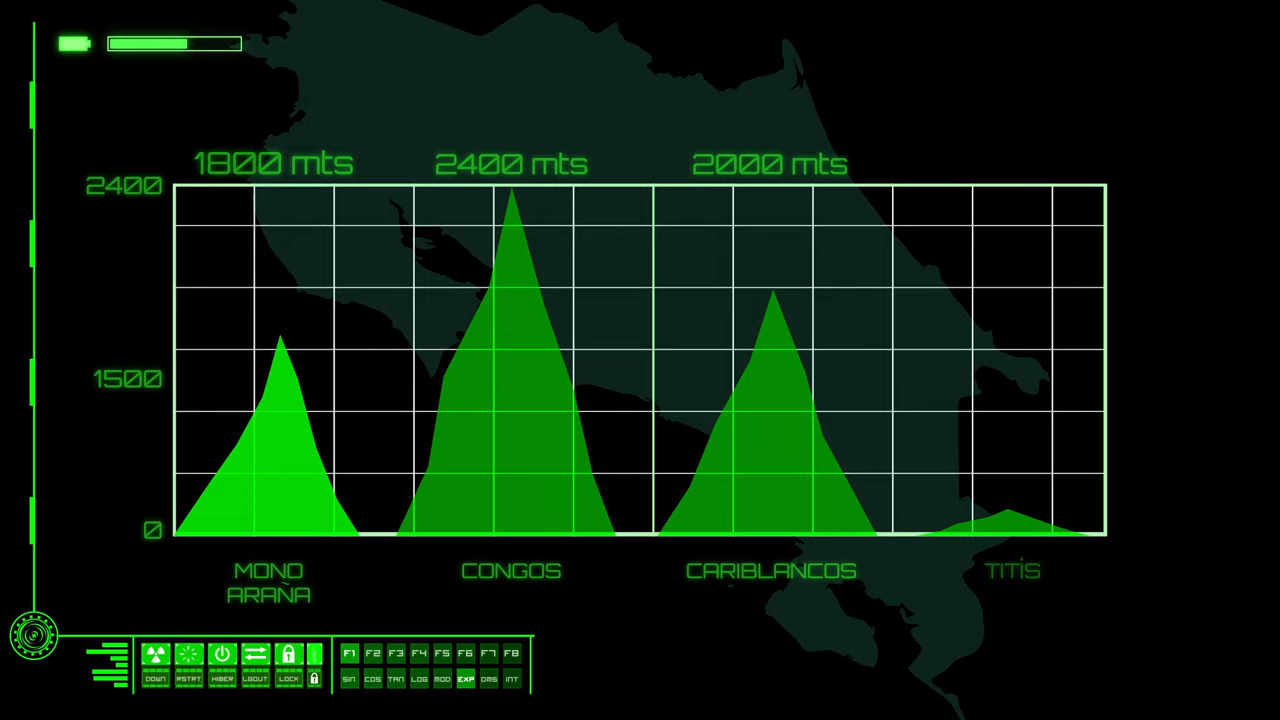 1800 mts 2400 mts 2000 mts
2400
1500
0
MONO ARAÑA
CONGOS
CARIBLANCOS
TITÍS
F1 F2 F3 F4 F5 F6 F7 F8
DOWN RSTRT HIBER LGOUT LOCK
SIN COS TAN LOG MOD EXP DMS INT